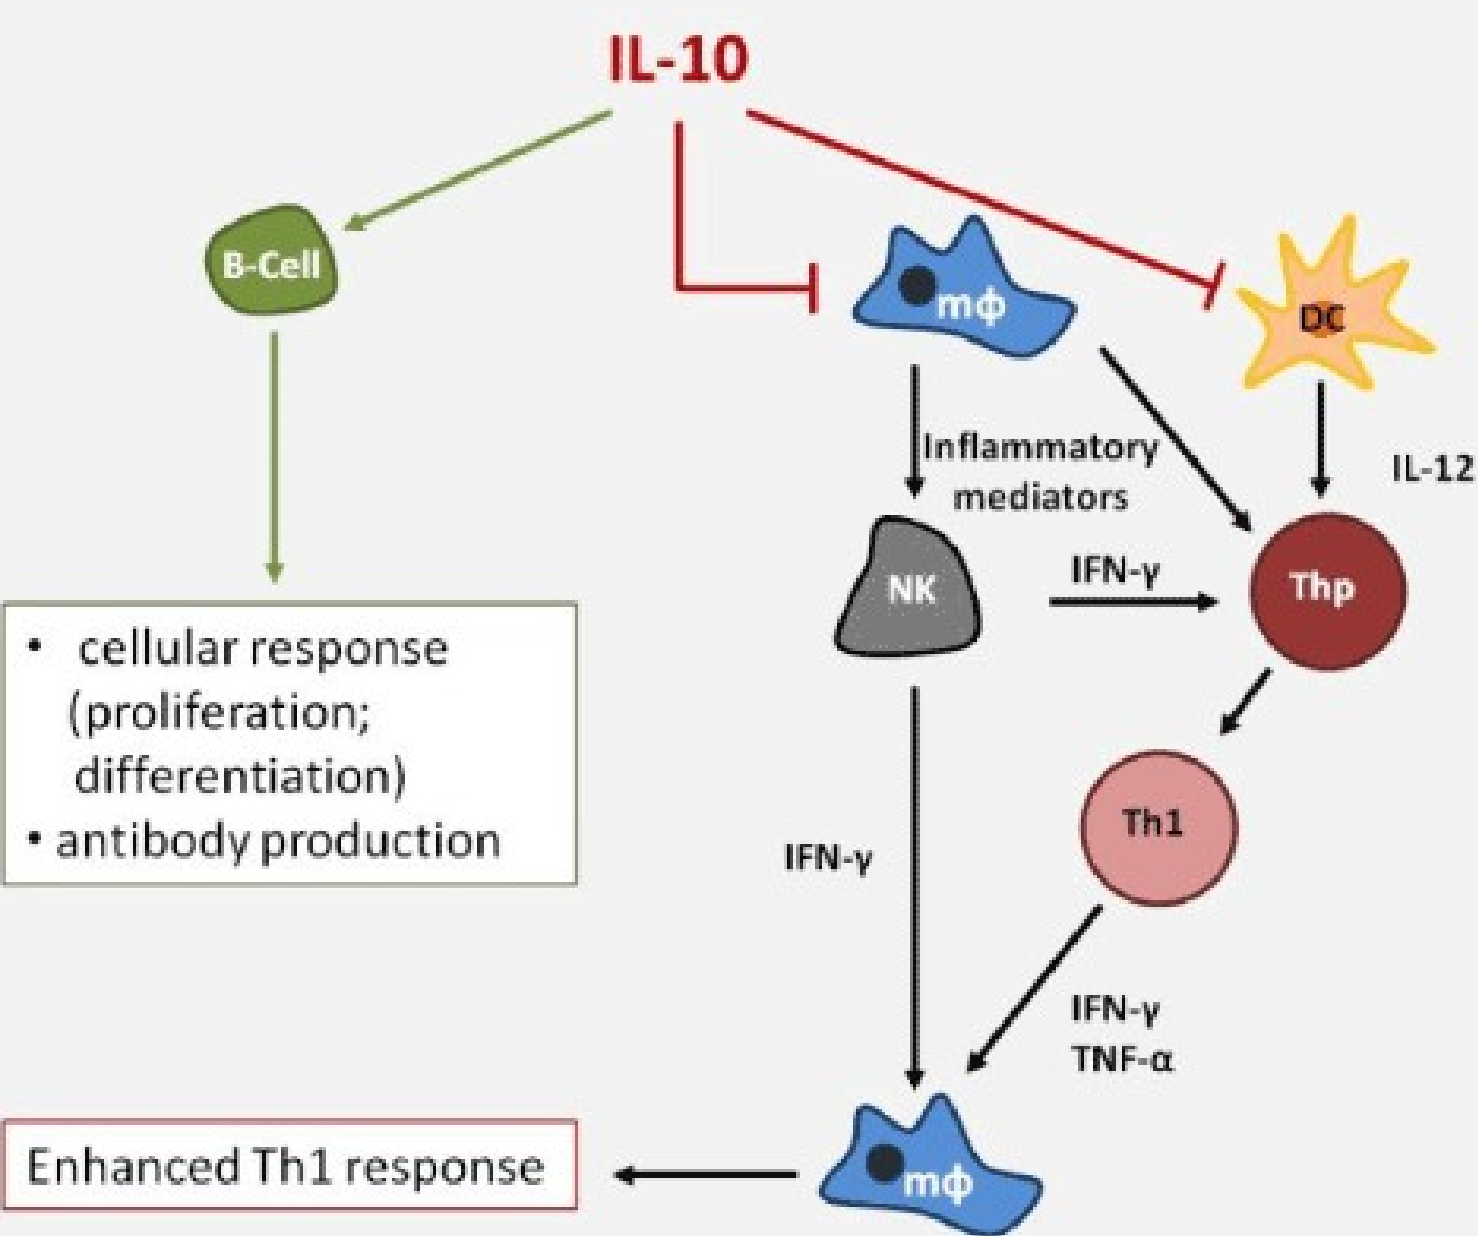 IL-10
B-Cell
mϕ
DC
Inflammatory
mediators
IL-12
NK
IFN-γ
Thp
• cellular response
(proliferation;
differentiation)
• antibody production
Th1
IFN-γ
IFN-γ
TNF-α
Enhanced Th1 response
mϕ